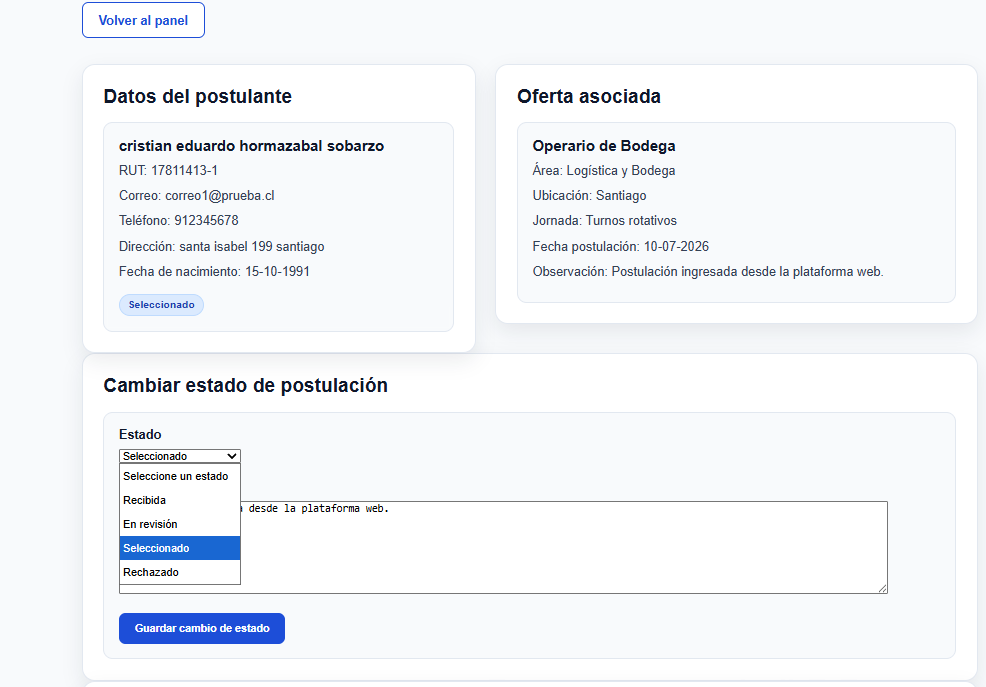 Volver al panel
Datos del postulante
cristian eduardo hormazabal sobarzo
RUT: 17811413-1
Correo: correo1@prueba.cl
Teléfono: 912345678
Dirección: santa isabel 199 santiago
Fecha de nacimiento: 15-10-1991
Seleccionado
Oferta asociada
Operario de Bodega
Área: Logística y Bodega
Ubicación: Santiago
Jornada: Turnos rotativos
Fecha postulación: 10-07-2026
Observación: Postulación ingresada desde la plataforma web.
Cambiar estado de postulación
Estado
Seleccionado
Seleccione un estado
Recibida
En revisión
Seleccionado
Rechazado
desde la plataforma web.
Guardar cambio de estado